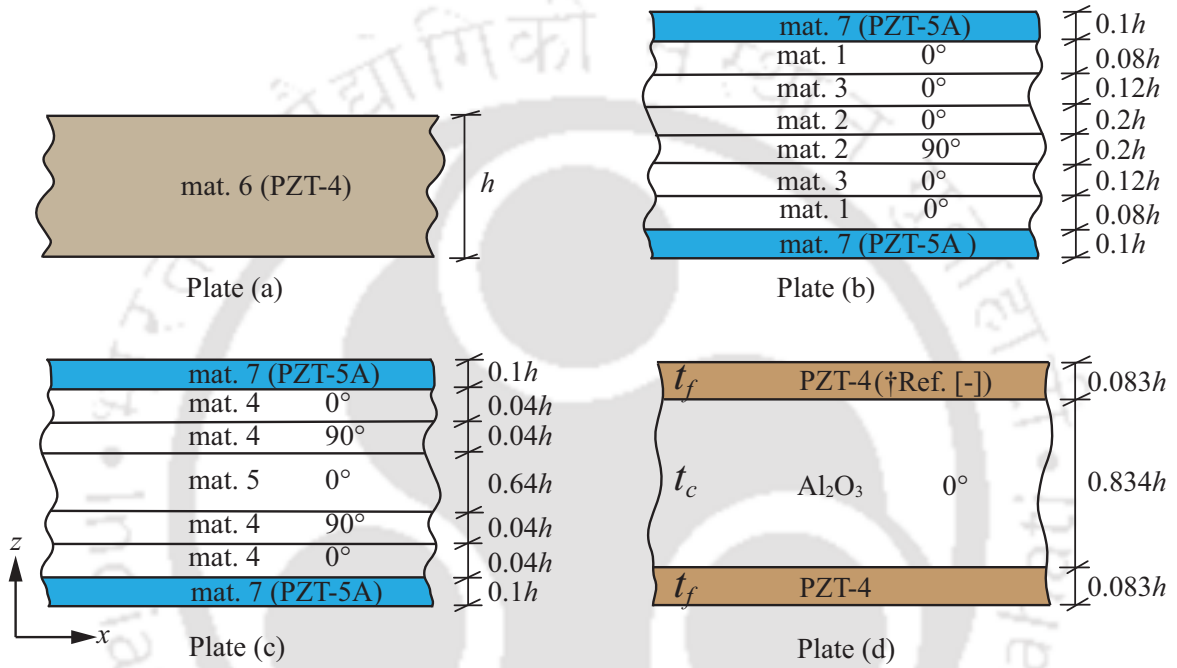 mat. 6 (PZT-4)
h
Plate (a)
mat. 7 (PZT-5A) 0.1h
mat. 1 0° 0.08h
mat. 3 0° 0.12h
mat. 2 0° 0.2h
mat. 2 90° 0.2h
mat. 3 0° 0.12h
mat. 1 0° 0.08h
mat. 7 (PZT-5A ) 0.1h
Plate (b)
mat. 7 (PZT-5A) 0.1h
mat. 4 0° 0.04h
mat. 4 90° 0.04h
mat. 5 0° 0.64h
mat. 4 90° 0.04h
mat. 4 0° 0.04h
mat. 7 (PZT-5A) 0.1h
z
x
Plate (c)
t_f PZT-4 (†Ref. [-]) 0.083h
t_c Al₂O₃ 0° 0.834h
t_f PZT-4 0.083h
Plate (d)